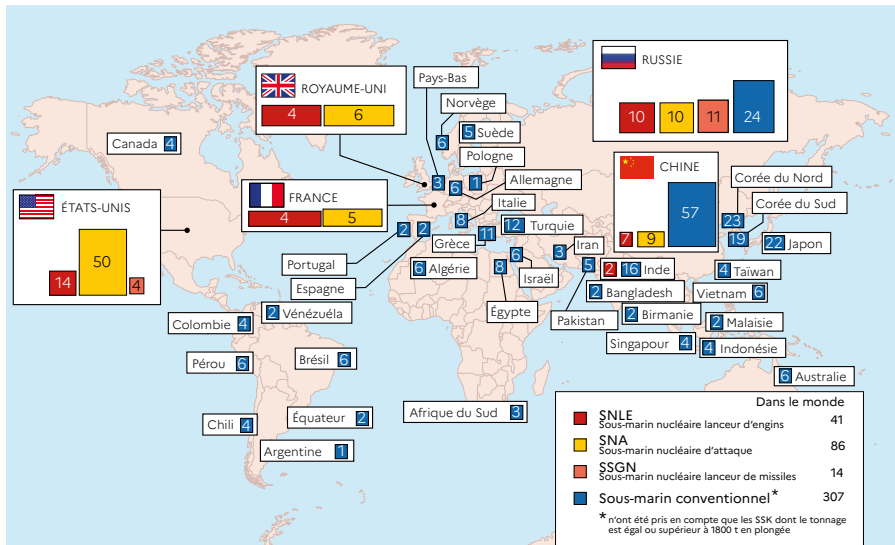 ROYAUME-UNI
4 6
Pays-Bas
RUSSIE
10 10 11 24
Norvège
6
5 Suède
Pologne
Canada 4
3
6
1
Allemagne
CHINE
7 9 57
Corée du Nord
23
Corée du Sud
19
22 Japon
ÉTATS-UNIS
14 50 4
FRANCE
4 5
Italie
8
2
2
Grèce 11
12 Turquie
Iran
3
Portugal
6 Algérie
6
Israël
8
5
2 16 Inde
4 Taïwan
Espagne
Égypte
Pakistan
2 Bangladesh
Vietnam 6
2 Vénézuéla
Colombie 4
2 Birmanie
2 Malaisie
Singapour 4
4 Indonésie
Pérou 6
Brésil 6
6 Australie
Chili 4
Équateur 2
Afrique du Sud 3
Argentine 1
Dans le monde
SNLE
Sous-marin nucléaire lanceur d'engins 41
SNA
Sous-marin nucléaire d'attaque 86
SSGN
Sous-marin nucléaire lanceur de missiles 14
Sous-marin conventionnel* 307
* n'ont été pris en compte que les SSK dont le tonnage
est égal ou supérieur à 1800 t en plongée